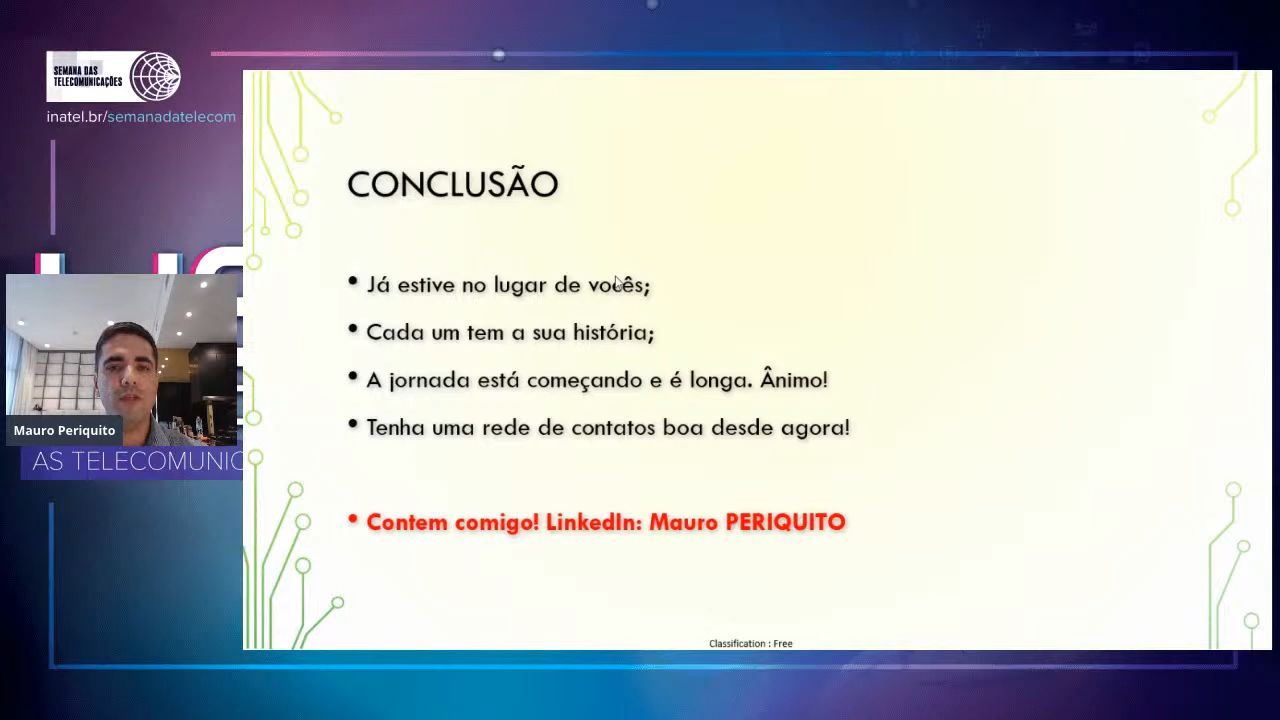 SEMANA DAS
TELECOMUNICAÇÕES
inatel.br/semanadatelecom
CONCLUSÃO
• Já estive no lugar de vocês;
• Cada um tem a sua história;
• A jornada está começando e é longa. Ânimo!
• Tenha uma rede de contatos boa desde agora!
• Contem comigo! LinkedIn: Mauro PERIQUITO
Mauro Periquito
AS TELECOMUNIC
Classification : Free